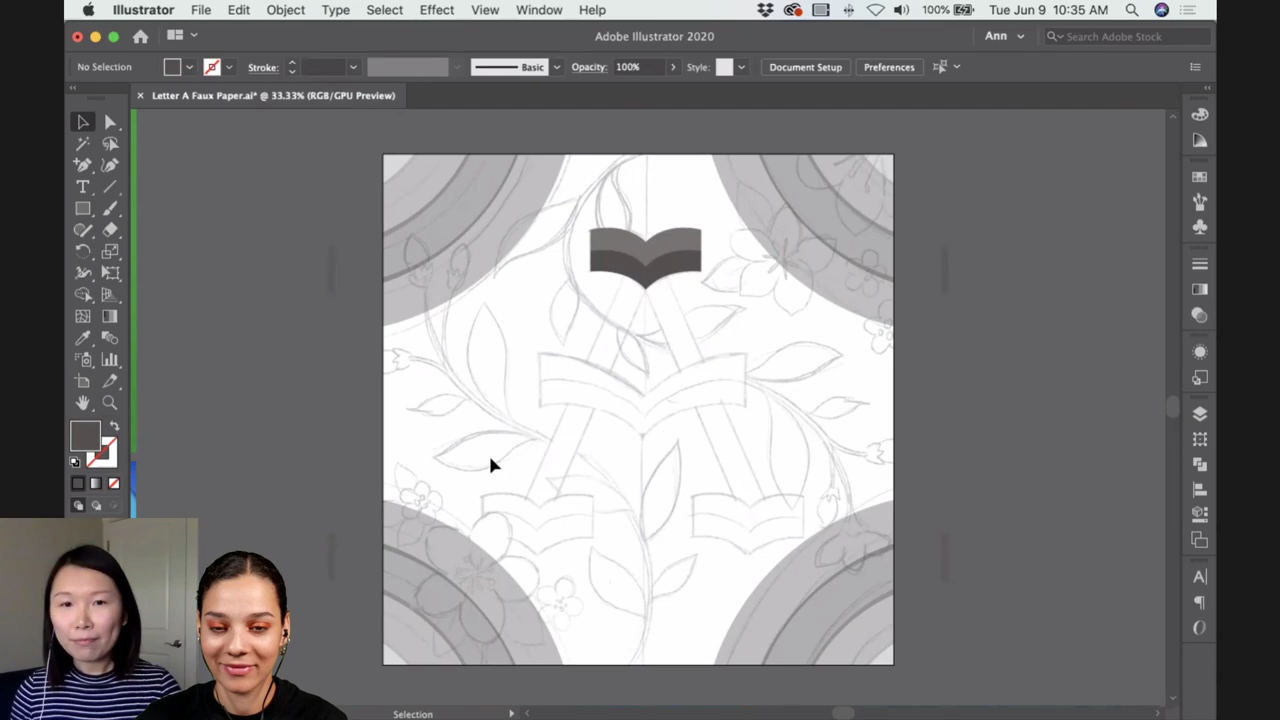 Illustrator File Edit Object Type Select Effect View Window Help 100% Tue Jun 9 10:35 AM
Adobe Illustrator 2020 Ann Search Adobe Stock
No Selection Stroke: Basic Opacity: 100% Style: Document Setup Preferences
Letter A Faux Paper.ai* @ 33.33% (RGB/GPU Preview)
Selection